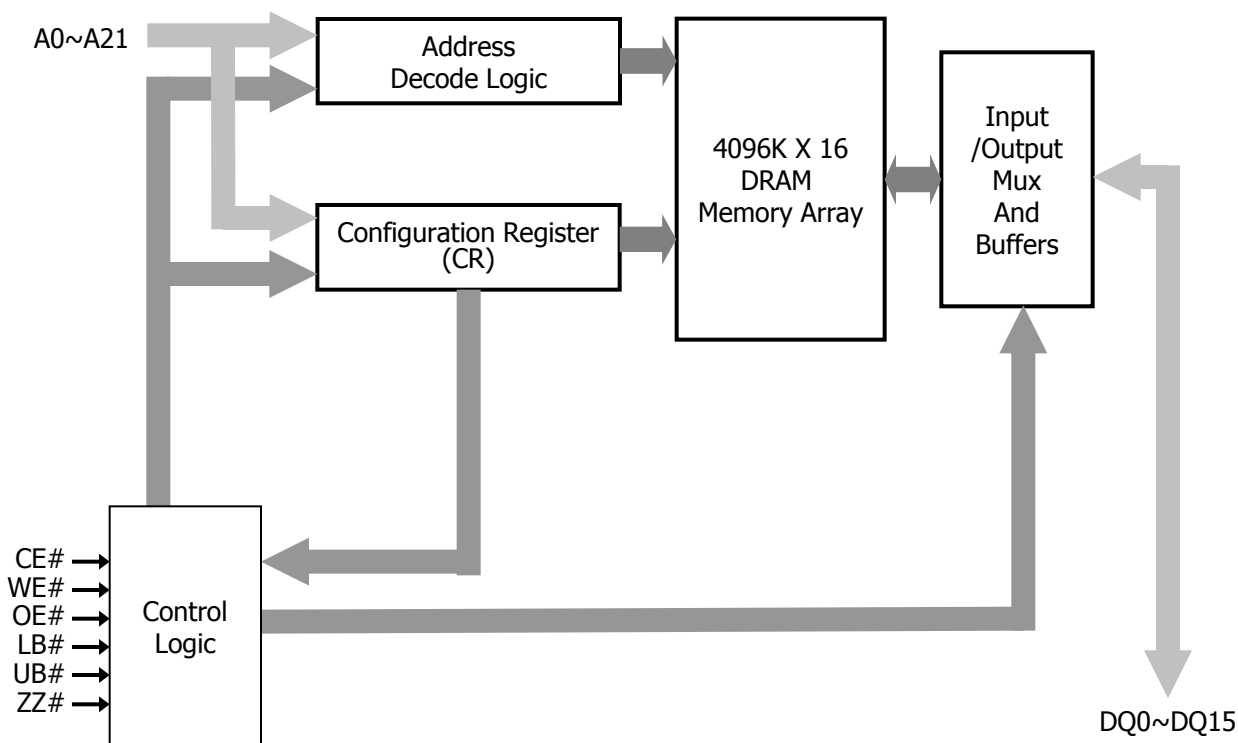 A0~A21
Address
Decode Logic
4096K X 16
DRAM
Memory Array
Input
/Output
Mux
And
Buffers
Configuration Register
(CR)
CE#
WE#
OE#
LB#
UB#
ZZ#
Control
Logic
DQ0~DQ15